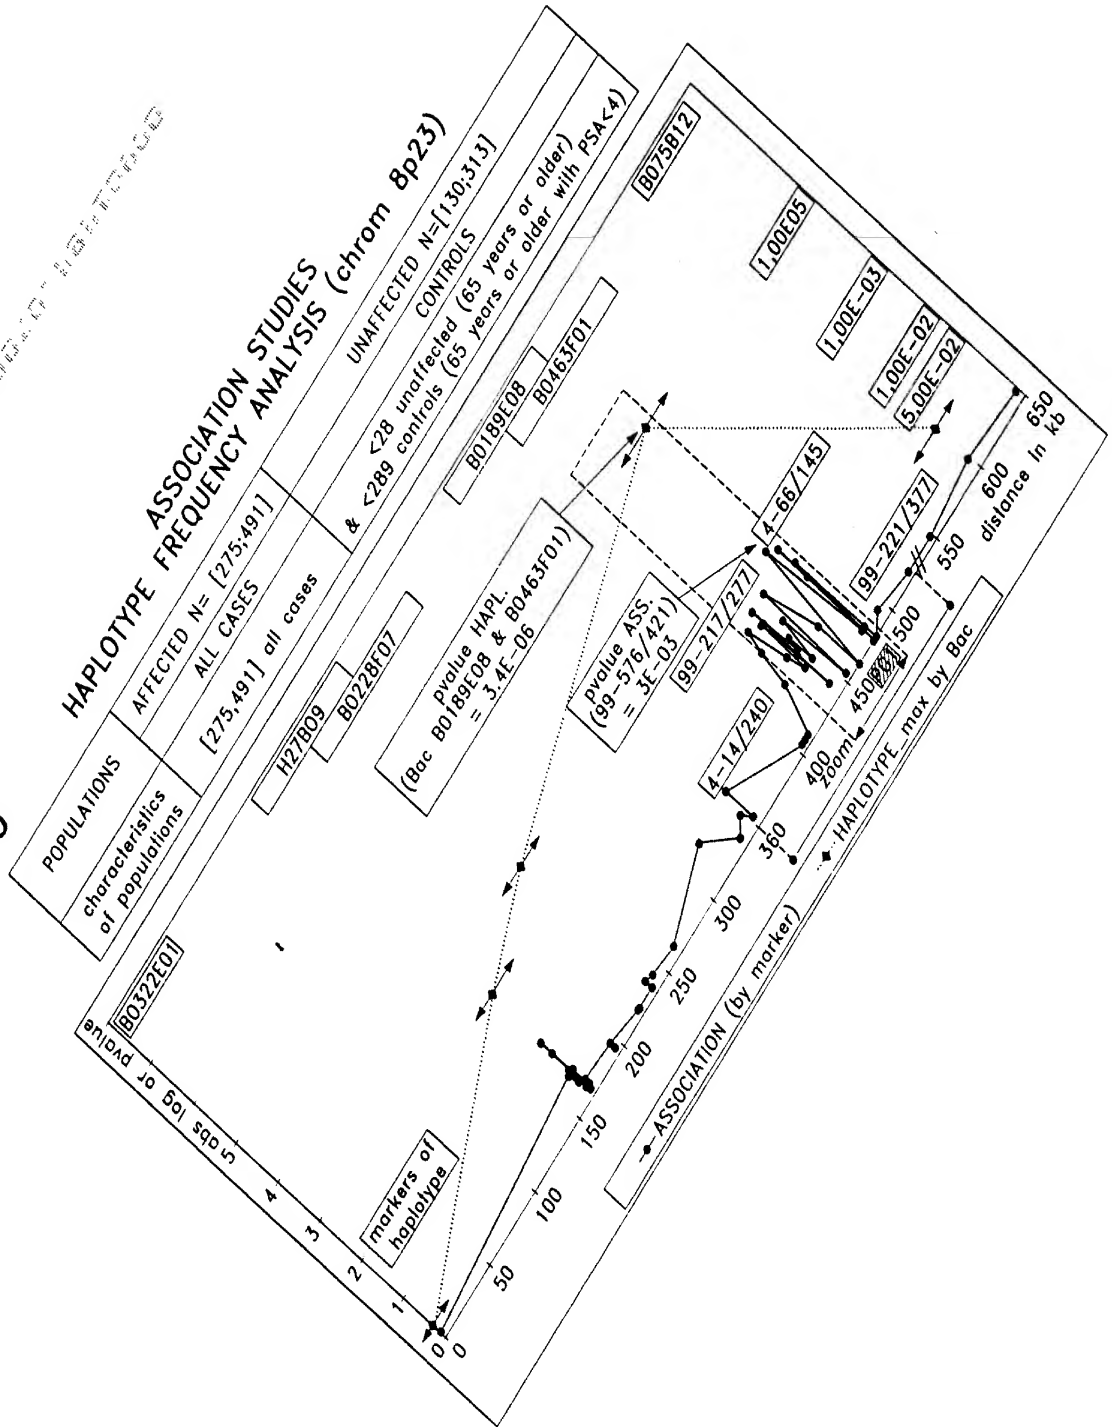 ASSOCIATION STUDIES
HAPLOTYPE FREQUENCY ANALYSIS (chrom 8p23)
POPULATIONS
AFFECTED N= [275;491]
ALL CASES
UNAFFECTED N=[130;313]
CONTROLS
characteristics
of populations
[275,491] all cases
<28 unaffected (65 years or older)
& <289 controls (65 years or older with PSA<4)
abs log or pvalue
B0322E01
H27B09
B0228F07
B0189E08
B0463F01
B075B12
5
4
3
2
1
0
markers of
haplotype
pvalue HAPL.
(Bac B0189E08 & B0463F01)
= 3.4E-06
pvalue ASS.
(99-576/421)
= 3E-03
1,00E05
1,00E-03
1,00E-02
5,00E-02
4-14/240
99-217/277
4-66/145
99-221/377
0
50
100
150
200
250
300
360
400
450
500
550
600
650
zoom
distance in kb
ASSOCIATION (by marker)
HAPLOTYPE_max by Bac